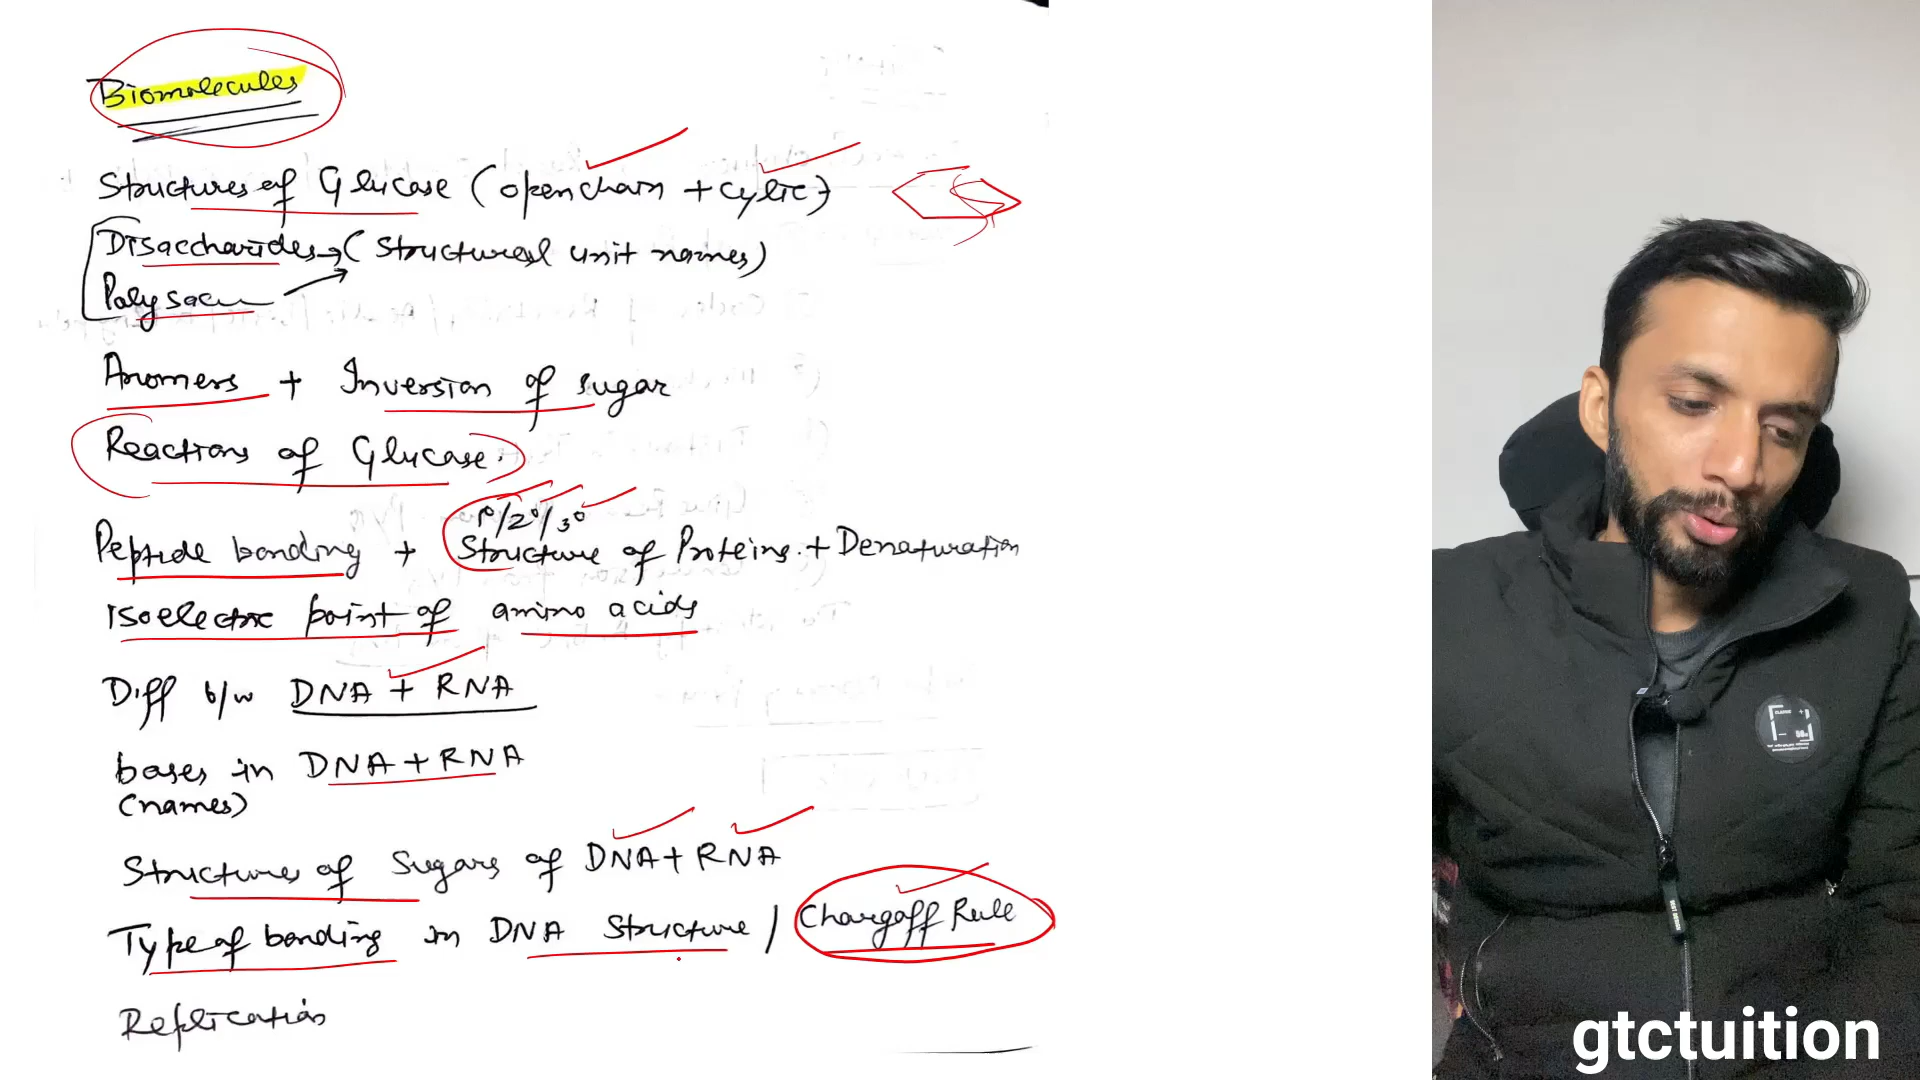 Biomolecules
Structures of Glucose (open chain + cylic)
Disaccharides → (structural unit names)
Polysacc
Anomers + Inversion of sugar
Reactions of Glucose.
1°/2°/3°
Peptide bonding + Structure of Proteins. + Denaturation
Isoelectric point of amino acids
Diff b/w DNA + RNA
bases in DNA + RNA
(names)
Structures of Sugars of DNA + RNA
Type of bonding in DNA Structure / Chargaff Rule
Replication
gtctuition